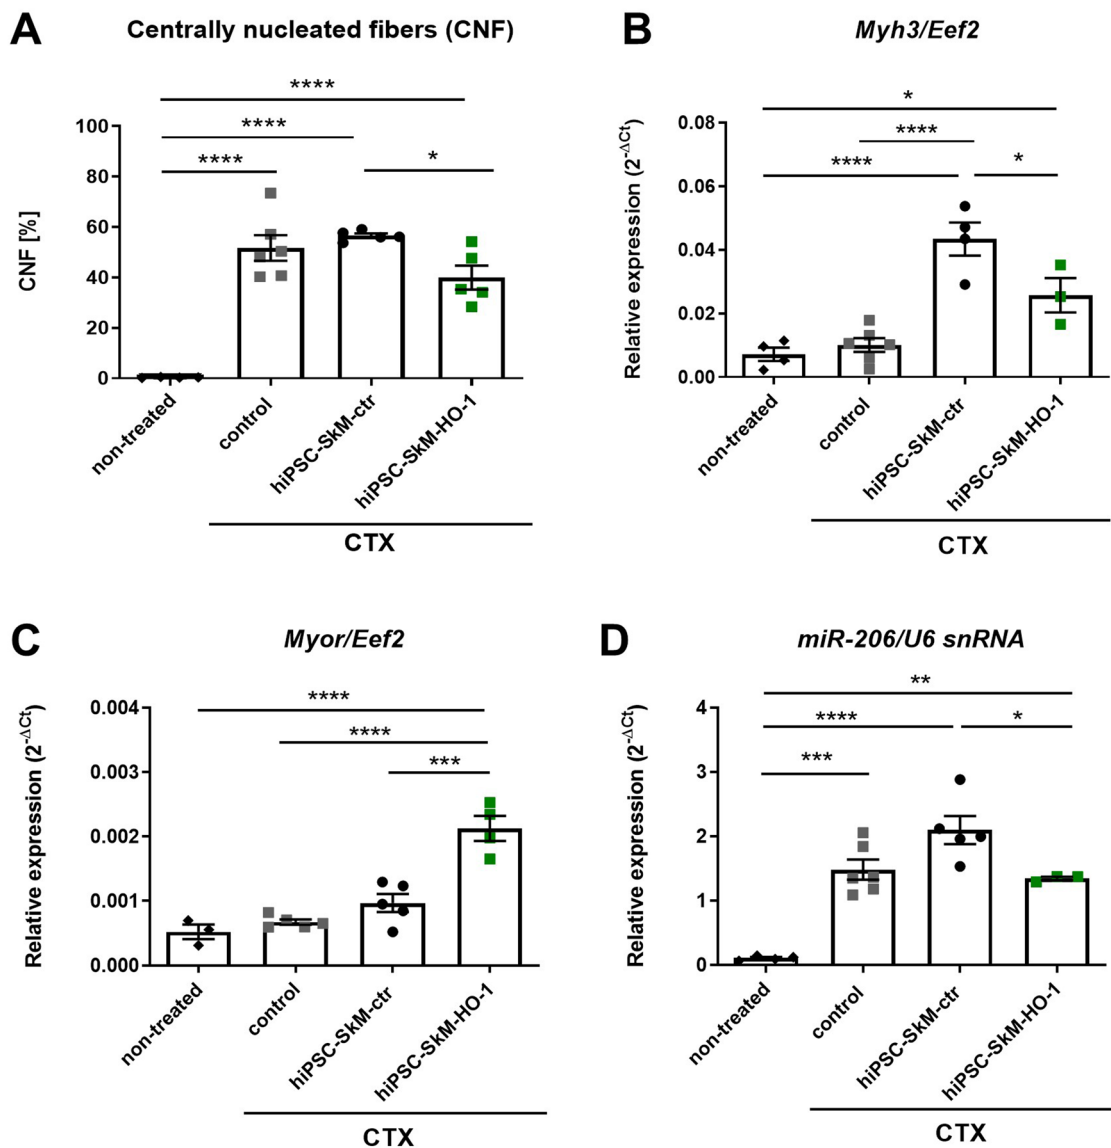 A
Centrally nucleated fibers (CNF)
****
****
*
****
100
80
60
40
20
0
CNF [%]
non-treated
control
hiPSC-SkM-ctr
hiPSC-SkM-HO-1
CTX
B
Myh3/Eef2
*
****
****
*
0.08
0.06
0.04
0.02
0.00
Relative expression (2^-ΔCt)
non-treated
control
hiPSC-SkM-ctr
hiPSC-SkM-HO-1
CTX
C
Myor/Eef2
****
****
***
0.004
0.003
0.002
0.001
0.000
Relative expression (2^-ΔCt)
non-treated
control
hiPSC-SkM-ctr
hiPSC-SkM-HO-1
CTX
D
miR-206/U6 snRNA
**
****
*
***
4
3
2
1
0
Relative expression (2^-ΔCt)
non-treated
control
hiPSC-SkM-ctr
hiPSC-SkM-HO-1
CTX